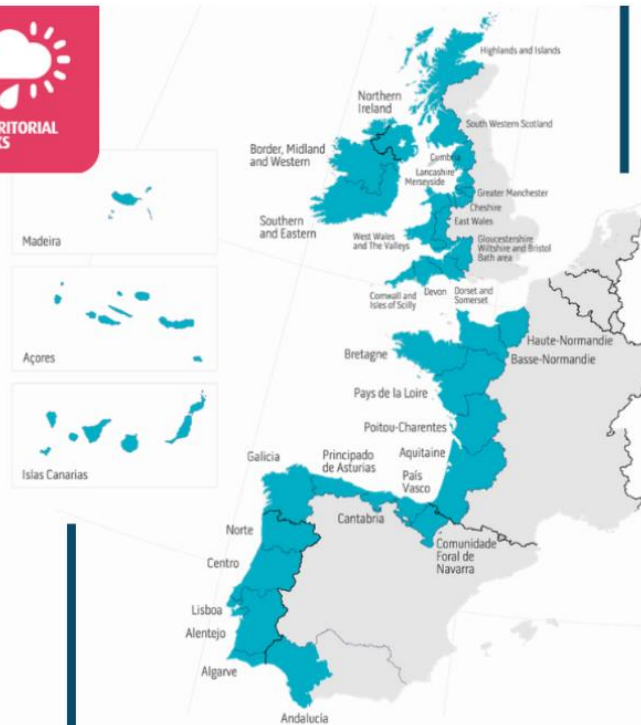 RITORIAL
KS
Madeira
Açores
Islas Canarias
Highlands and Islands
Northern
Ireland
South Western Scotland
Border, Midland
and Western
Cumbria
Lancashire
Merseyside
Greater Manchester
Cheshire
East Wales
Southern
and Eastern
West Wales
and The Valleys
Gloucestershire
Wiltshire and Bristol
Bath area
Cornwall and
Isles of Scilly
Devon
Dorset and
Somerset
Haute-Normandie
Basse-Normandie
Bretagne
Pays de la Loire
Poitou-Charentes
Aquitaine
País
Vasco
Principado
de Asturias
Galicia
Cantabria
Comunidade
Foral de
Navarra
Norte
Centro
Lisboa
Alentejo
Algarve
Andalucía